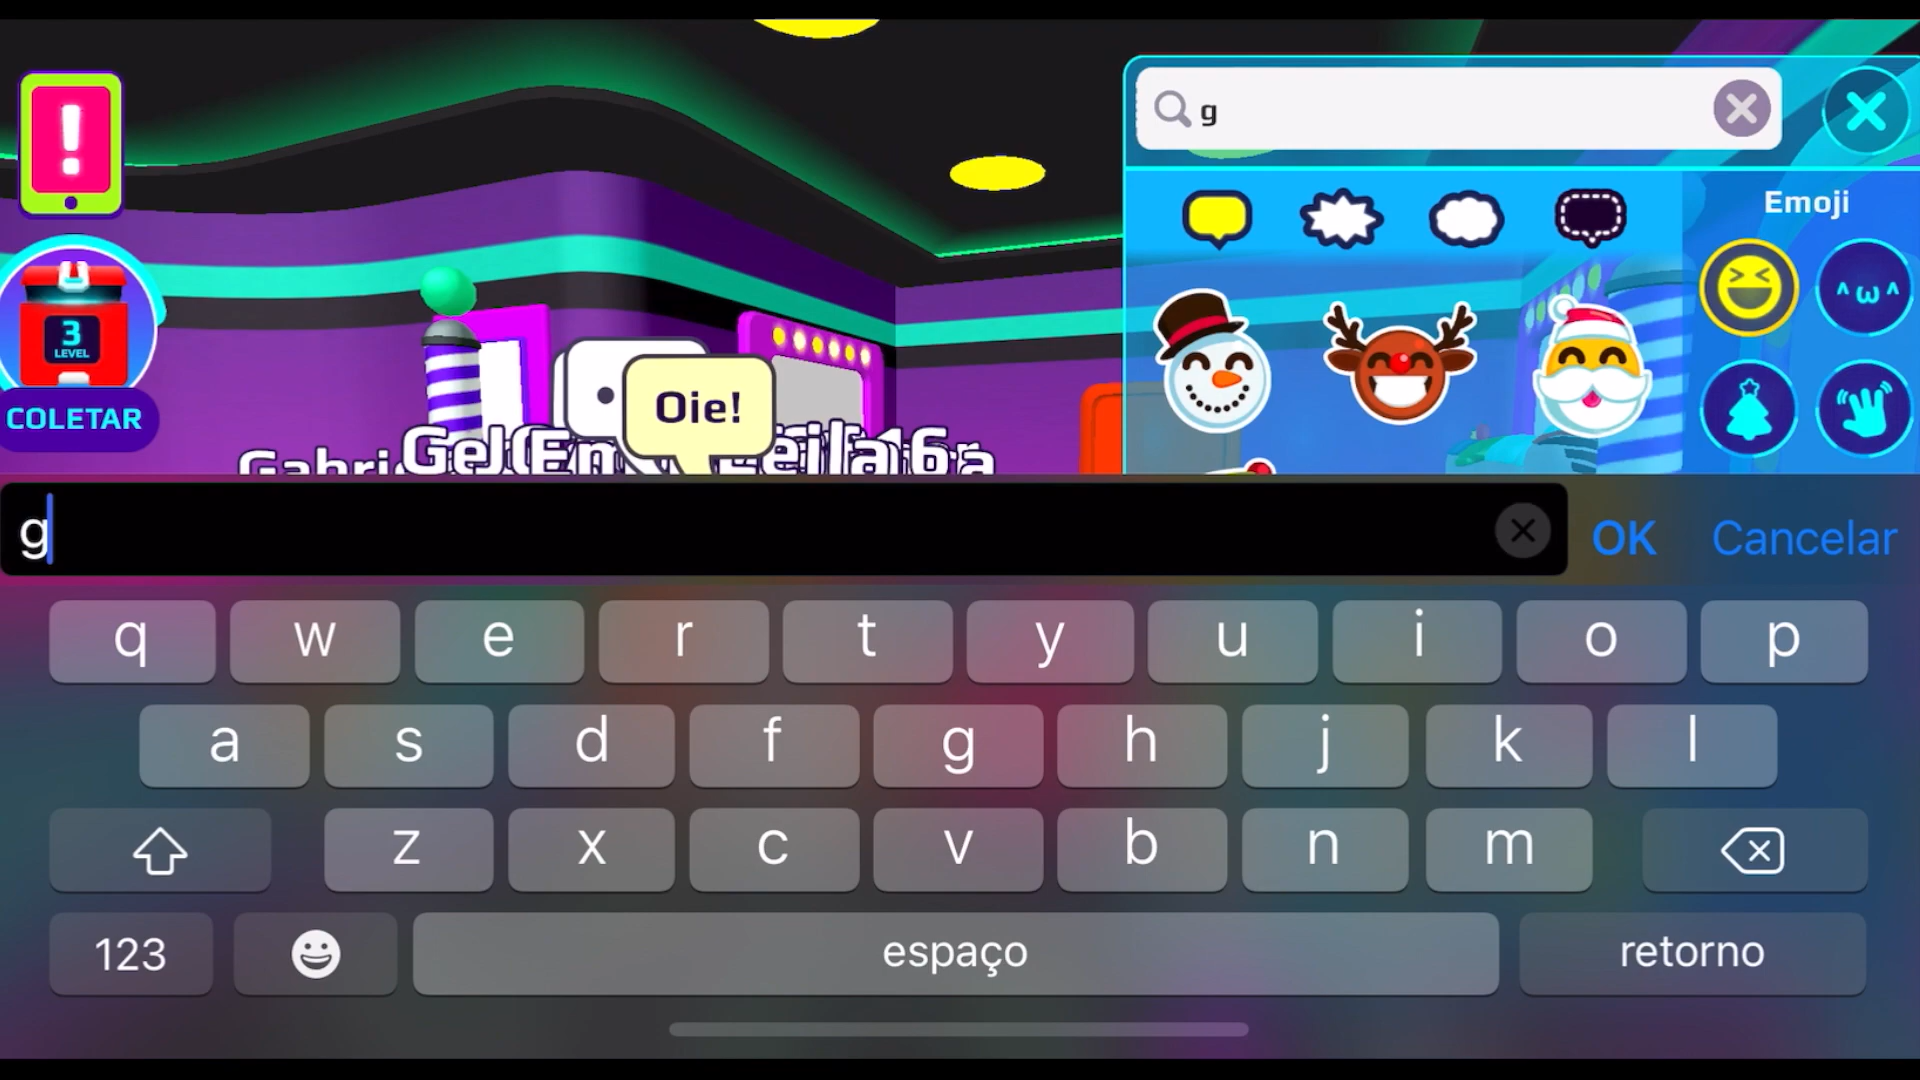 g
Emoji
^ω^
3
LEVEL
COLETAR
Oie!
g
OK
Cancelar
q w e r t y u i o p
a s d f g h j k l
z x c v b n m
123
espaço
retorno